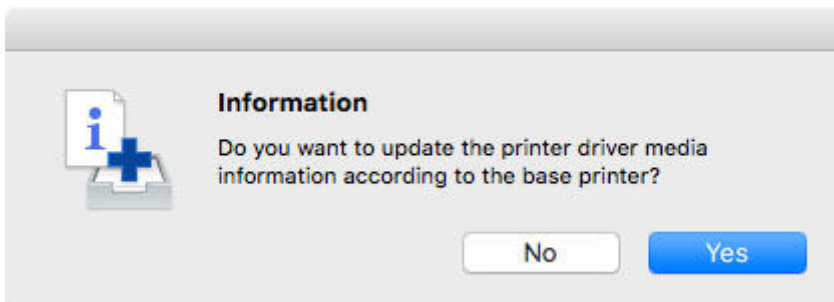 Information
Do you want to update the printer driver media
information according to the base printer?
No
Yes